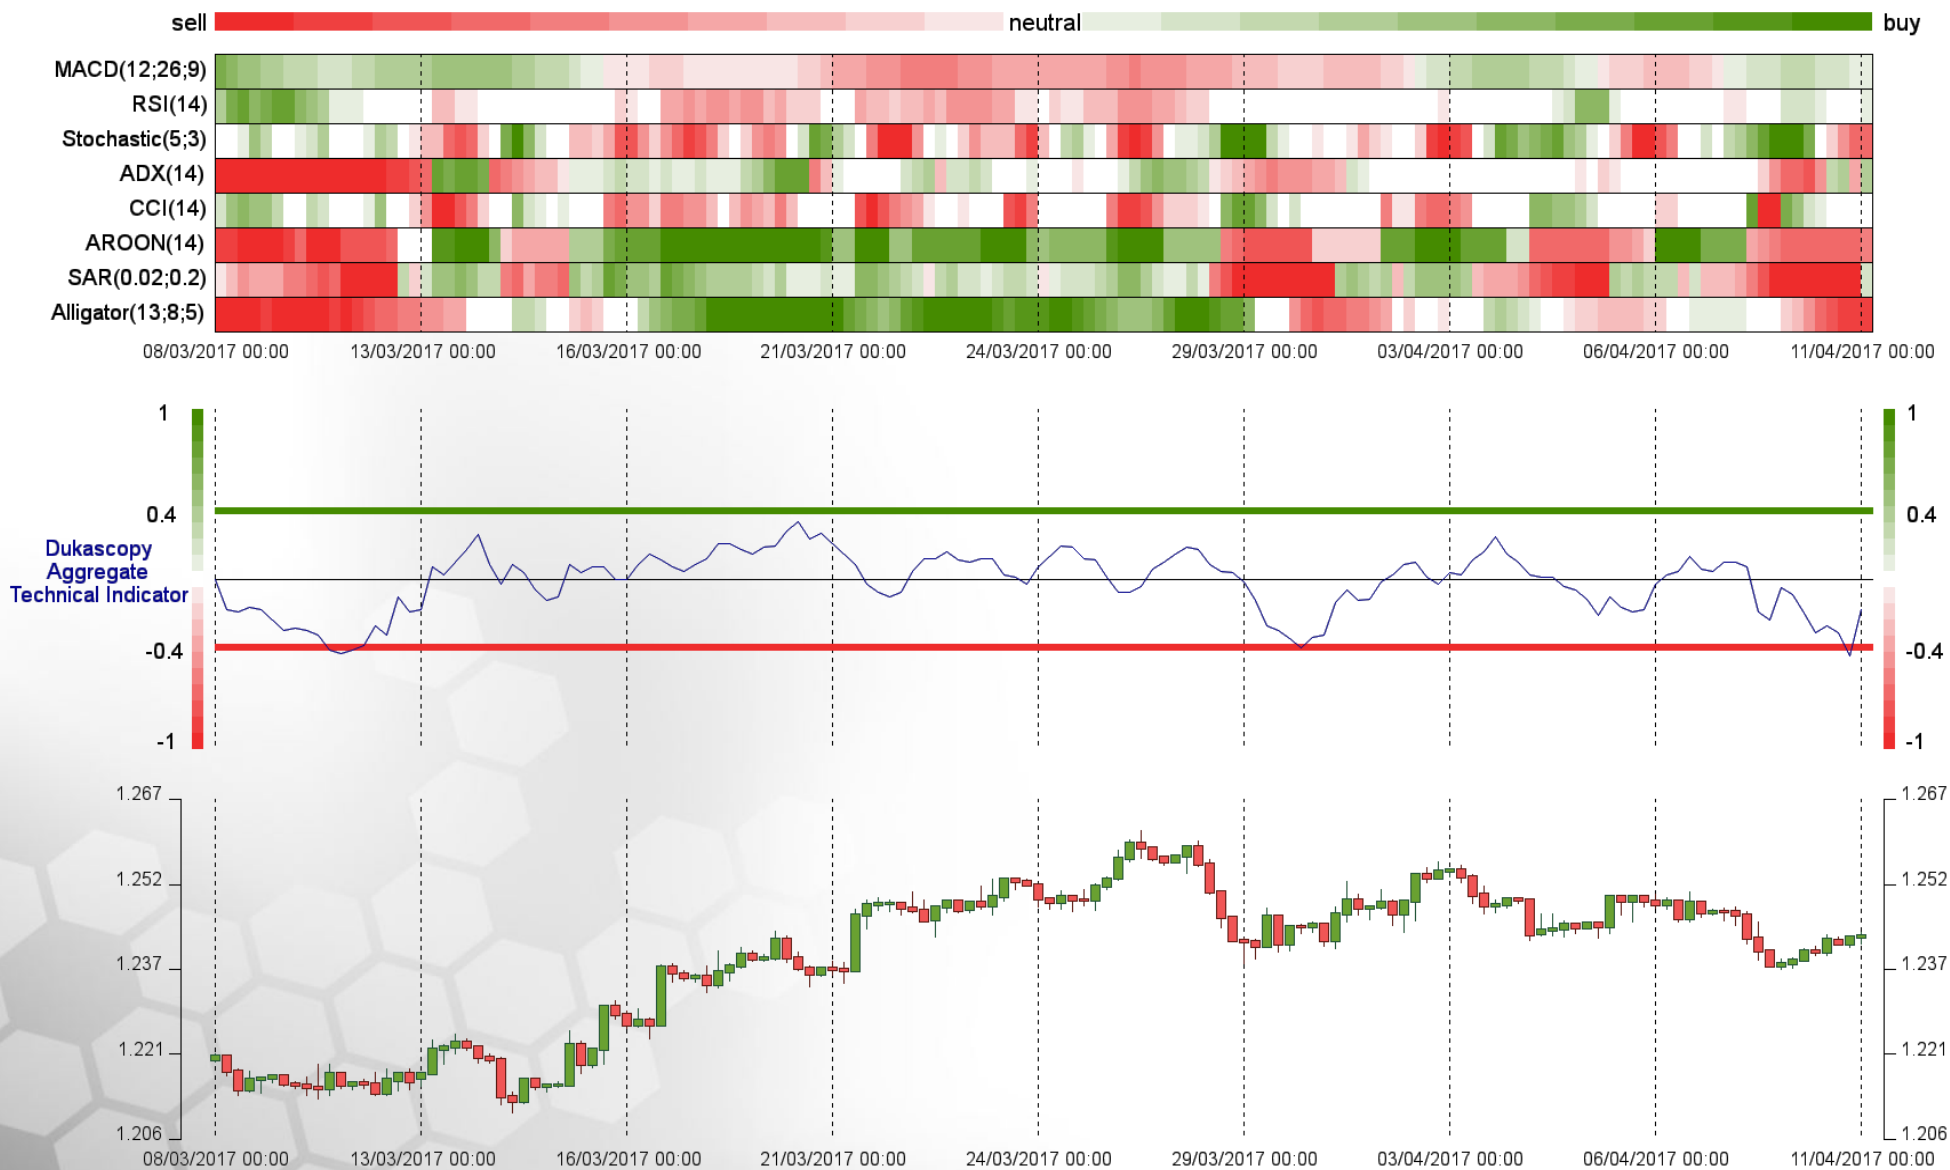 sell neutral buy
MACD(12;26;9)
RSI(14)
Stochastic(5;3)
ADX(14)
CCI(14)
AROON(14)
SAR(0.02;0.2)
Alligator(13;8;5)
08/03/2017 00:00 13/03/2017 00:00 16/03/2017 00:00 21/03/2017 00:00 24/03/2017 00:00 29/03/2017 00:00 03/04/2017 00:00 06/04/2017 00:00 11/04/2017 00:00
1 1
0.4 0.4
Dukascopy
Aggregate
Technical Indicator
-0.4 -0.4
-1 -1
1.267 1.267
1.252 1.252
1.237 1.237
1.221 1.221
1.206 1.206
08/03/2017 00:00 13/03/2017 00:00 16/03/2017 00:00 21/03/2017 00:00 24/03/2017 00:00 29/03/2017 00:00 03/04/2017 00:00 06/04/2017 00:00 11/04/2017 00:00